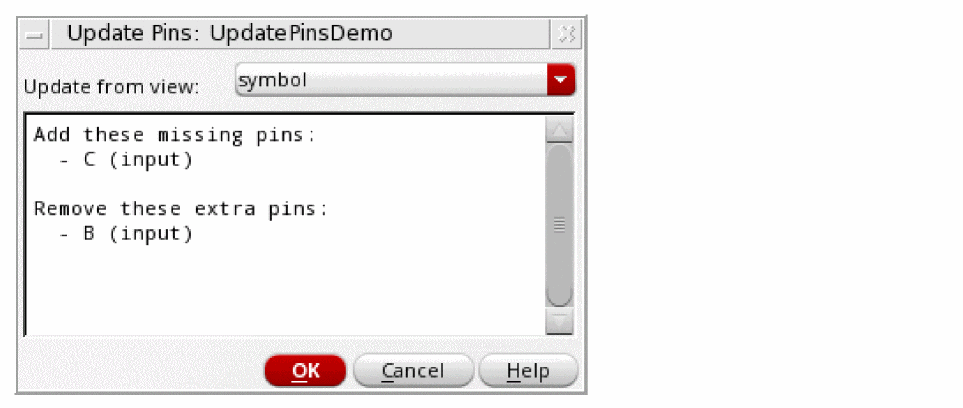 Update Pins: UpdatePinsDemo
Update from view: symbol
Add these missing pins:
- C (input)
Remove these extra pins:
- B (input)
OK Cancel Help